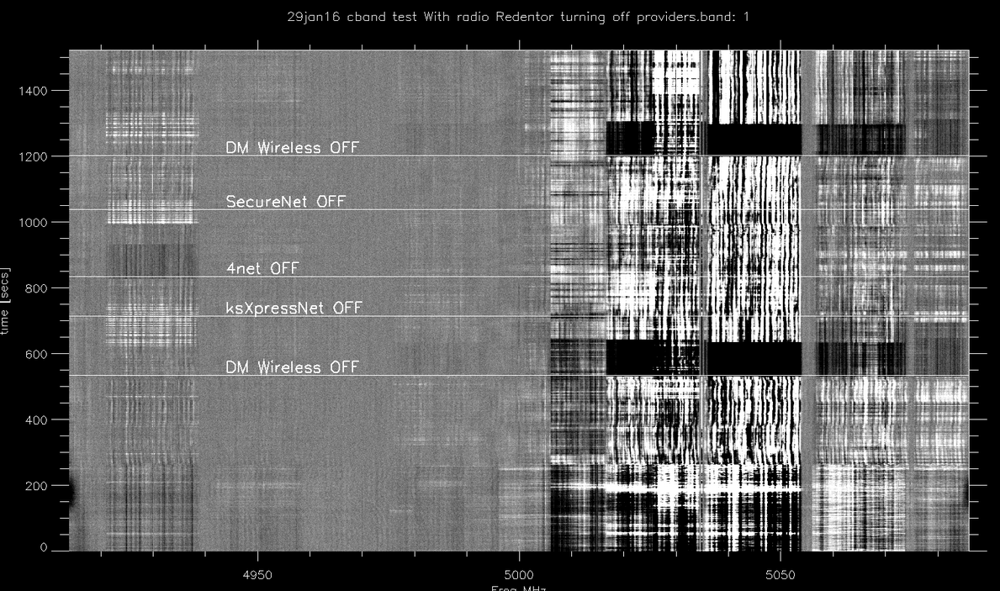 29jan16 cband test With radio Redentor turning off providers.band: 1
1400
1200
1000
800
600
400
200
0
time [secs]
DM Wireless OFF
SecureNet OFF
4net OFF
ksXpressNet OFF
DM Wireless OFF
4950
5000
5050
Freq MHz